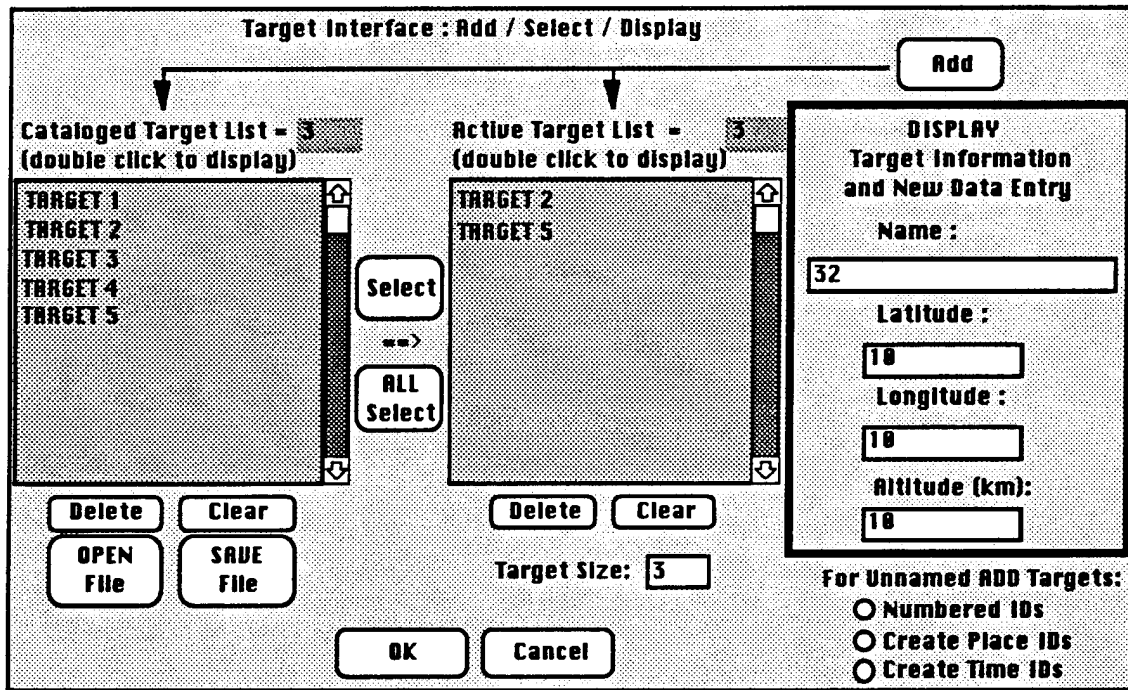 Target Interface : Add / Select / Display
Add
Cataloged Target List = 3
(double click to display)
TARGET 1
TARGET 2
TARGET 3
TARGET 4
TARGET 5
Delete
Clear
OPEN
File
SAVE
File
Select
==>
ALL
Select
Active Target List = 3
(double click to display)
TARGET 2
TARGET 5
Delete
Clear
Target Size: 3
DISPLAY
Target Information
and New Data Entry
Name :
32
Latitude :
10
Longitude :
10
Altitude (km):
10
For Unnamed ADD Targets:
Numbered IDs
Create Place IDs
Create Time IDs
OK
Cancel